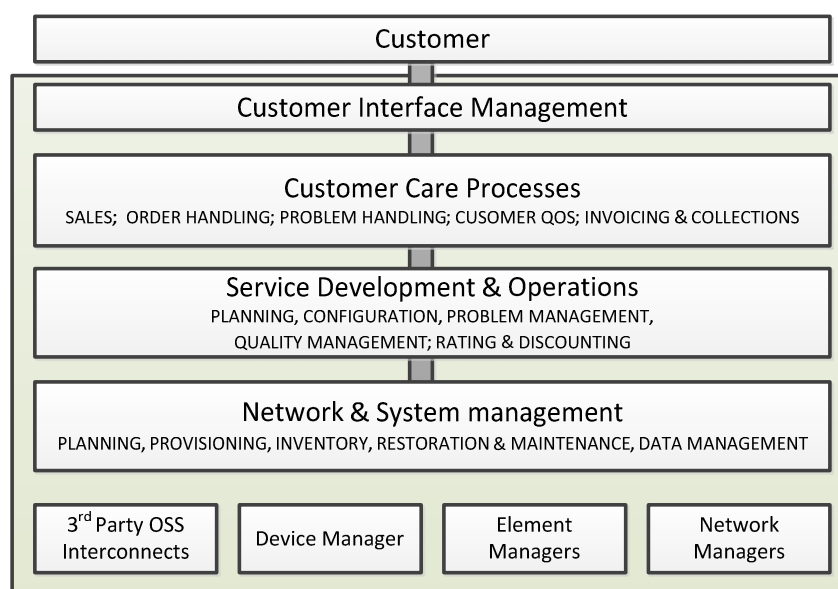 Customer
Customer Interface Management
Customer Care Processes
SALES; ORDER HANDLING; PROBLEM HANDLING; CUSOMER QOS; INVOICING & COLLECTIONS
Service Development & Operations
PLANNING, CONFIGURATION, PROBLEM MANAGEMENT,
QUALITY MANAGEMENT; RATING & DISCOUNTING
Network & System management
PLANNING, PROVISIONING, INVENTORY, RESTORATION & MAINTENANCE, DATA MANAGEMENT
3rd Party OSS
Interconnects
Device Manager
Element
Managers
Network
Managers